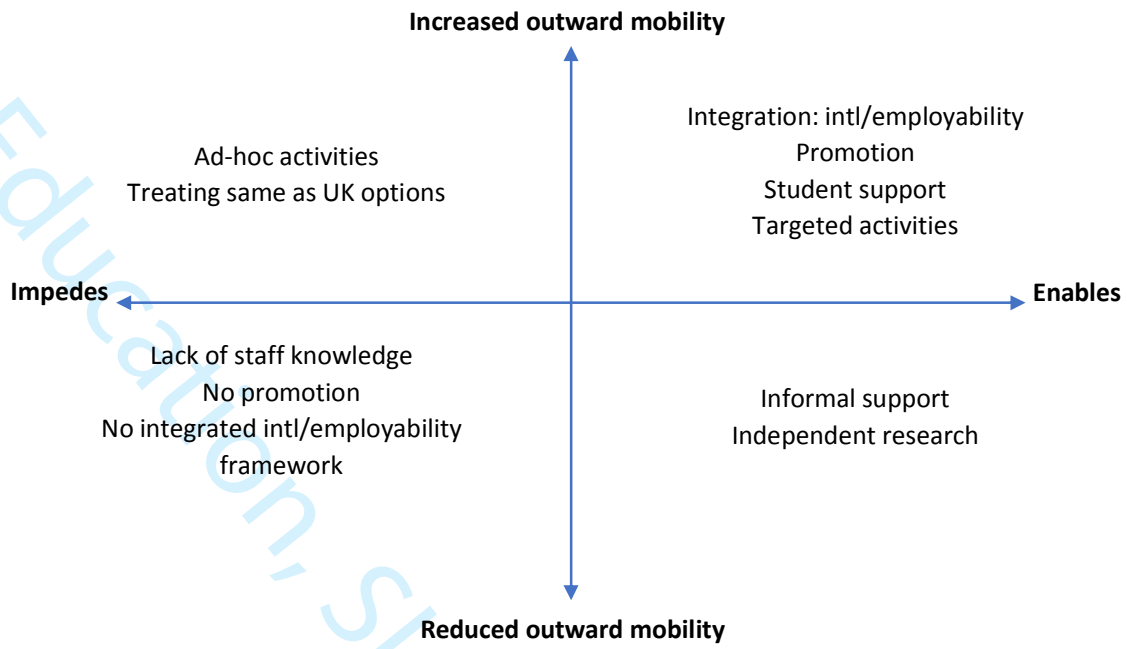 Increased outward mobility
Ad-hoc activities
Treating same as UK options
Integration: intl/employability
Promotion
Student support
Targeted activities
Impedes
Enables
Lack of staff knowledge
No promotion
No integrated intl/employability
framework
Informal support
Independent research
Reduced outward mobility
Education,